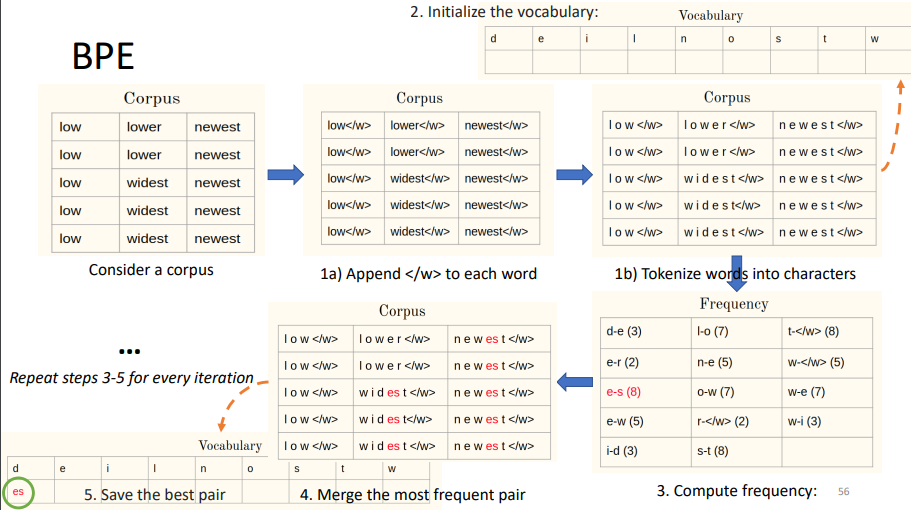 2. Initialize the vocabulary:
Vocabulary
d e i l n o s t w
BPE
Corpus
low lower newest
low lower newest
low widest newest
low widest newest
low widest newest
Consider a corpus
Corpus
low</w> lower</w> newest</w>
low</w> lower</w> newest</w>
low</w> widest</w> newest</w>
low</w> widest</w> newest</w>
low</w> widest</w> newest</w>
1a) Append </w> to each word
Corpus
l o w </w> l o w e r </w> n e w e s t </w>
l o w </w> l o w e r </w> n e w e s t </w>
l o w </w> w i d e s t </w> n e w e s t </w>
l o w </w> w i d e s t</w> n e w e s t </w>
l o w </w> w i d e s t </w> n e w e s t </w>
1b) Tokenize words into characters
Frequency
d-e (3) l-o (7) t-</w> (8)
e-r (2) n-e (5) w-</w> (5)
e-s (8) o-w (7) w-e (7)
e-w (5) r-</w> (2) w-i (3)
i-d (3) s-t (8)
3. Compute frequency:
Corpus
l o w </w> l o w e r </w> n e w es t </w>
l o w </w> l o w e r </w> n e w es t </w>
l o w </w> w i d es t </w> n e w es t </w>
l o w </w> w i d es t</w> n e w es t </w>
l o w </w> w i d es t </w> n e w es t </w>
4. Merge the most frequent pair
...
Repeat steps 3-5 for every iteration
Vocabulary
d e i l n o s t w
es
5. Save the best pair
56